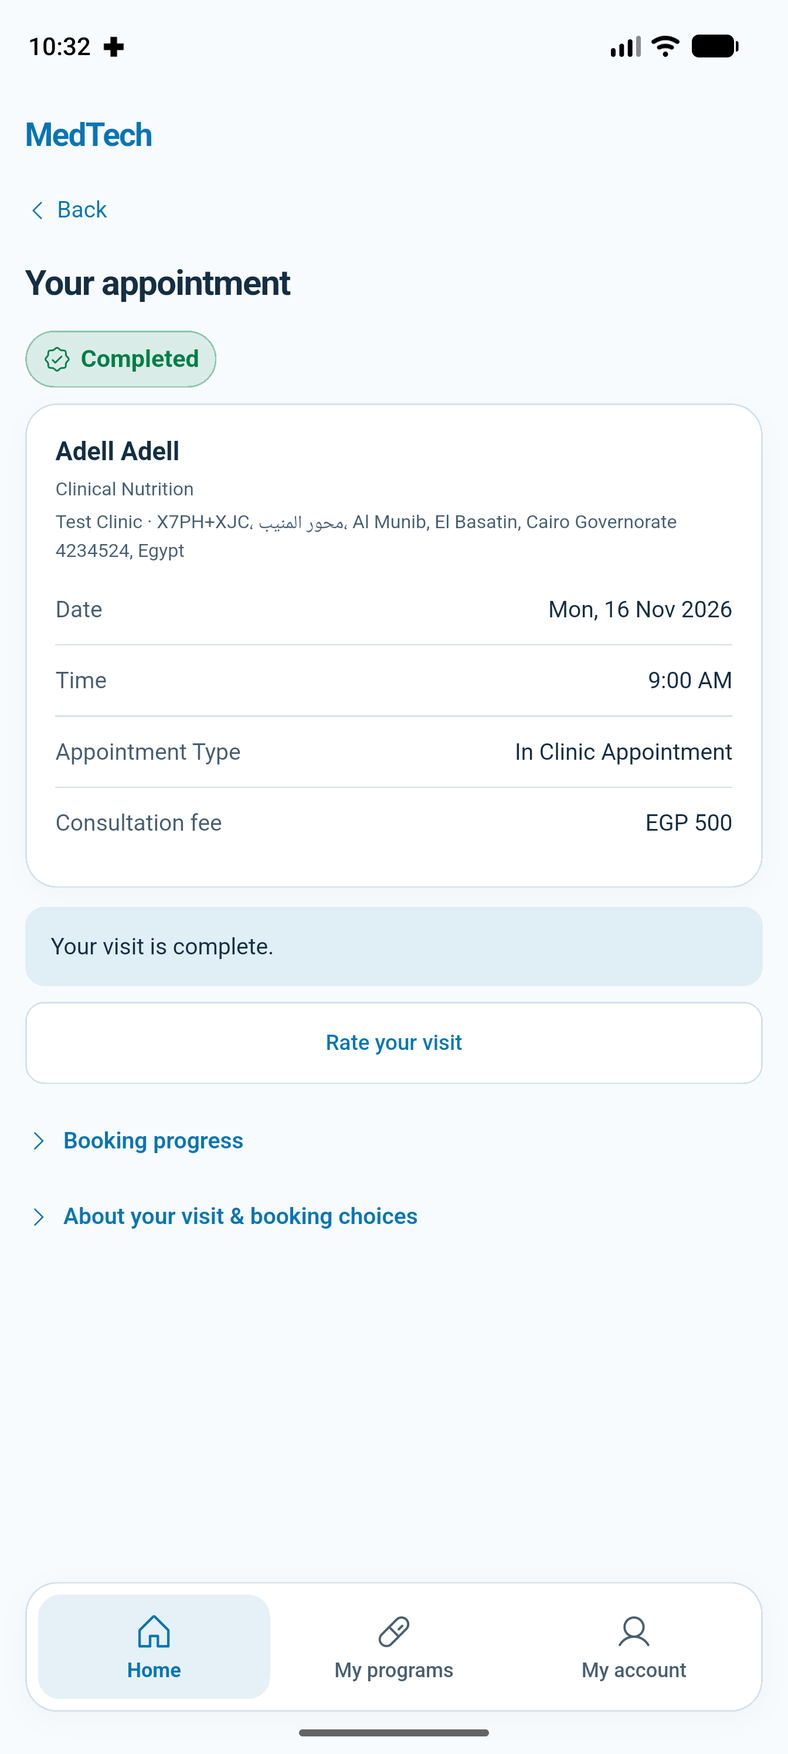 10:32
MedTech
Back
Your appointment
Completed
Adell Adell
Clinical Nutrition
Test Clinic · X7PH+XJC، محور المنيب، Al Munib, El Basatin, Cairo Governorate
4234524, Egypt
Date Mon, 16 Nov 2026
Time 9:00 AM
Appointment Type In Clinic Appointment
Consultation fee EGP 500
Your visit is complete.
Rate your visit
Booking progress
About your visit & booking choices
Home My programs My account